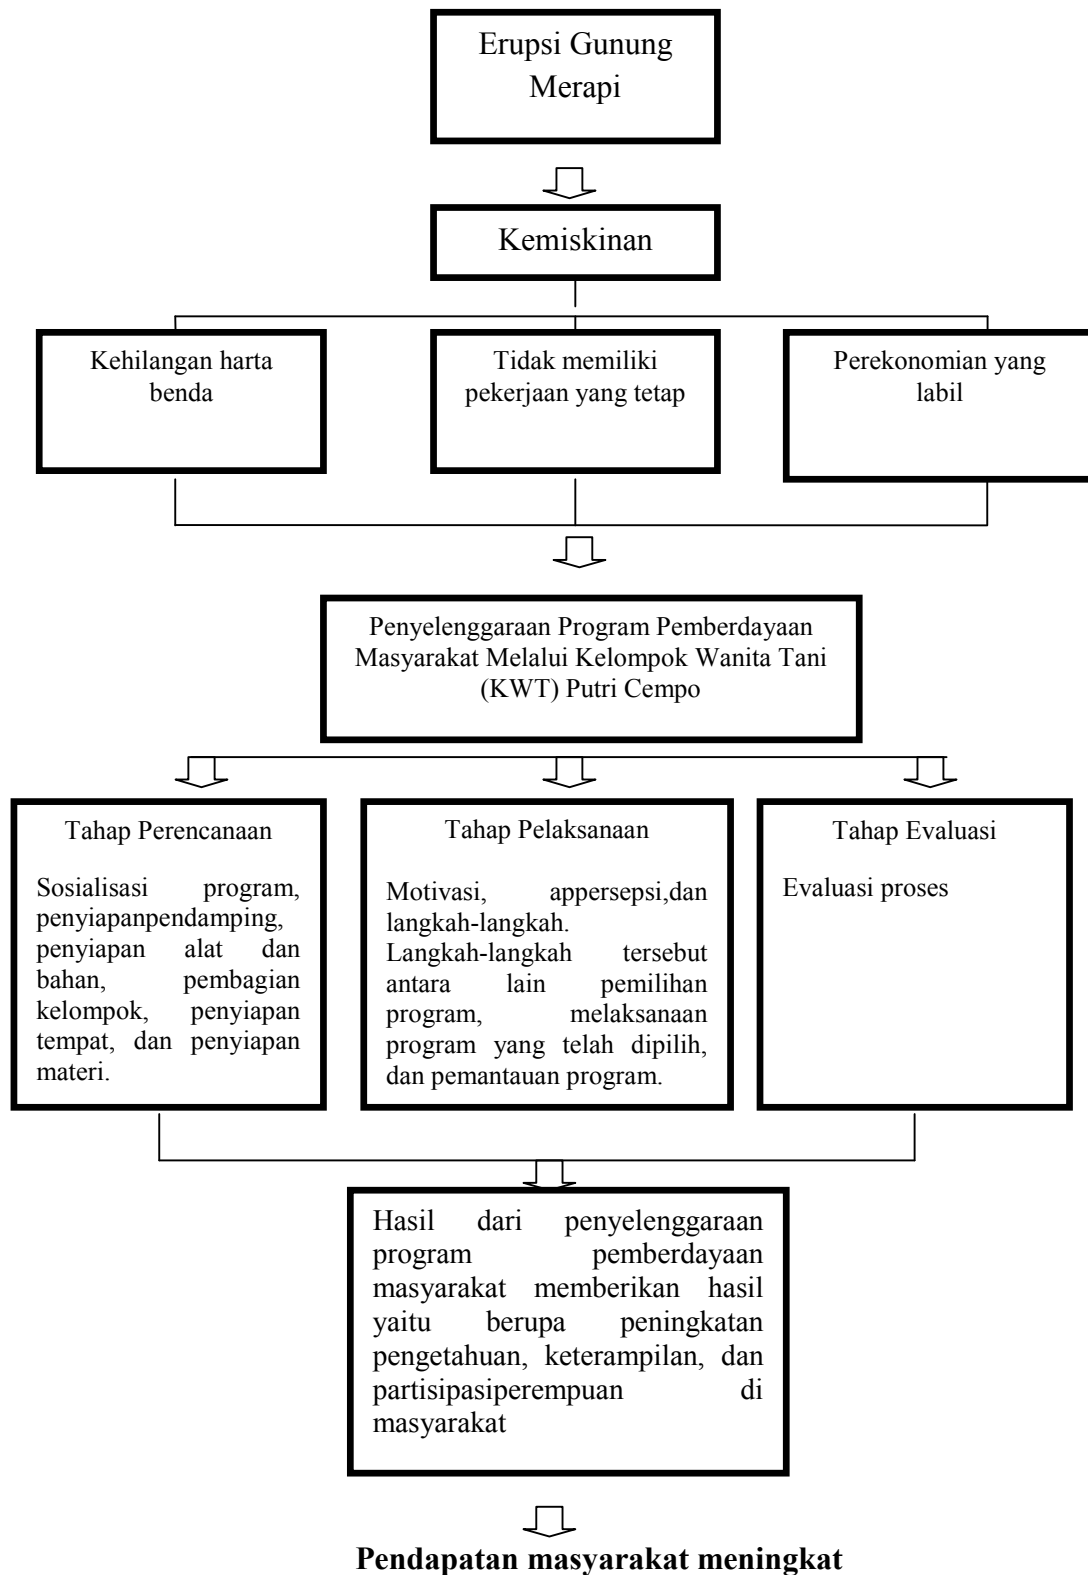 Erupsi Gunung
Merapi
Kemiskinan
Kehilangan harta
benda
Tidak memiliki
pekerjaan yang tetap
Perekonomian yang
labil
Penyelenggaraan Program Pemberdayaan
Masyarakat Melalui Kelompok Wanita Tani
(KWT) Putri Cempo
Tahap Perencanaan
Sosialisasi program,
penyiapanpendamping,
penyiapan alat dan
bahan, pembagian
kelompok, penyiapan
tempat, dan penyiapan
materi.
Tahap Pelaksanaan
Motivasi, appersepsi,dan
langkah-langkah.
Langkah-langkah tersebut
antara lain pemilihan
program, melaksanaan
program yang telah dipilih,
dan pemantauan program.
Tahap Evaluasi
Evaluasi proses
Hasil dari penyelenggaraan
program pemberdayaan
masyarakat memberikan hasil
yaitu berupa peningkatan
pengetahuan, keterampilan, dan
partisipasiperempuan di
masyarakat
Pendapatan masyarakat meningkat